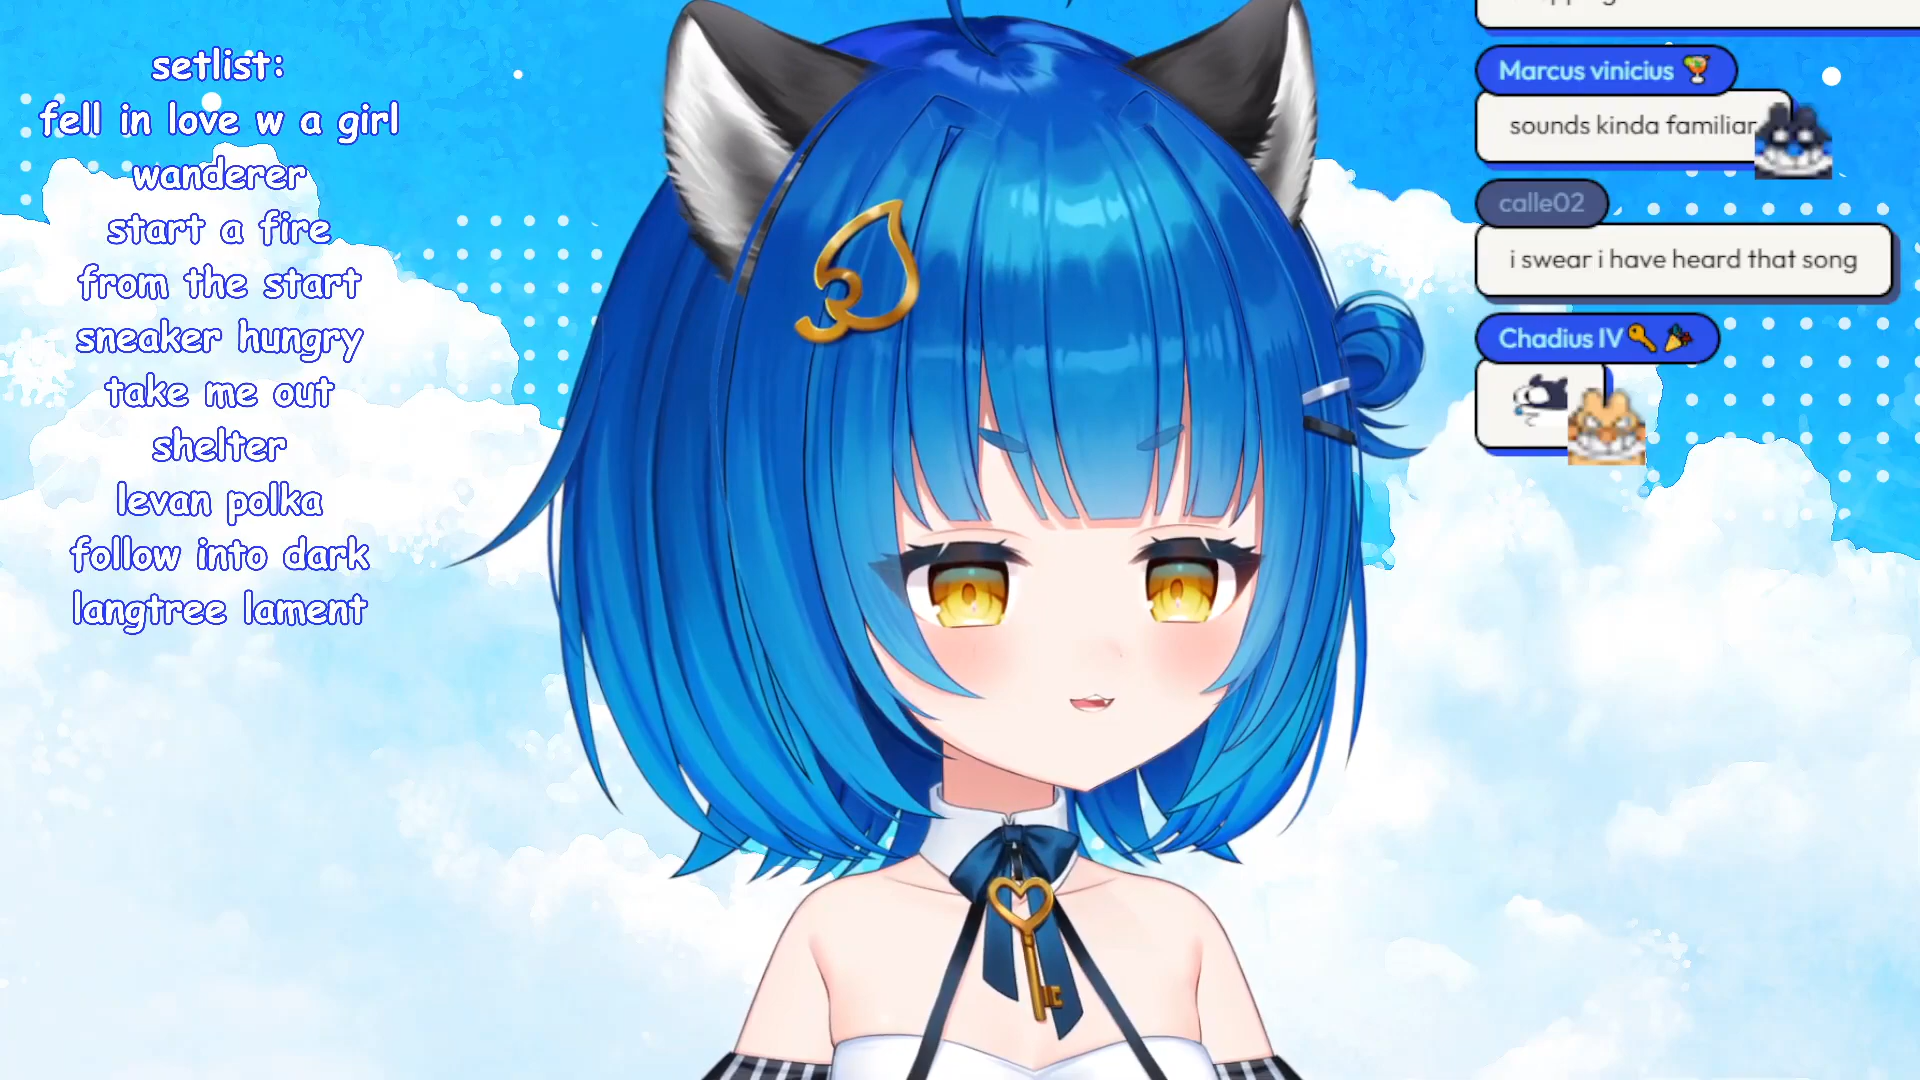 setlist:
fell in love w a girl
wanderer
start a fire
from the start
sneaker hungry
take me out
shelter
levan polka
follow into dark
langtree lament
Marcus vinicius
sounds kinda familiar
calle02
i swear i have heard that song
Chadius IV